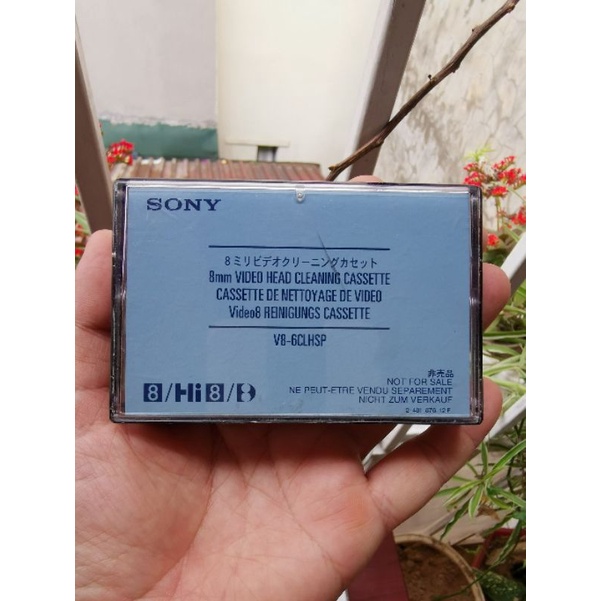 SONY
8ミリビデオクリーニングカセット
8mm VIDEO HEAD CLEANING CASSETTE
CASSETTE DE NETTOYAGE DE VIDEO
Video8 REINIGUNGS CASSETTE
V8-6CLHSP
非売品
NOT FOR SALE
NE PEUT-ETRE VENDU SEPAREMENT
NICHT ZUM VERKAUF
8/Hi8/